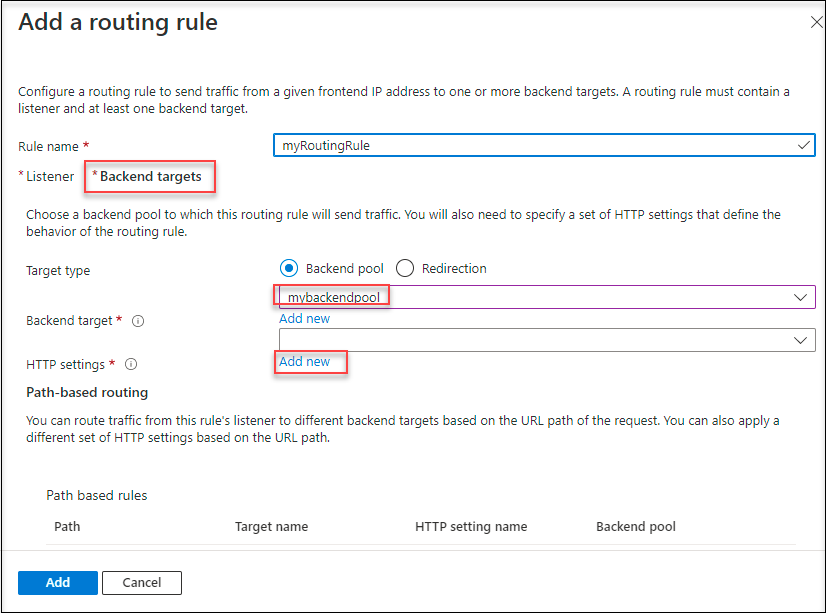 Add a routing rule
Configure a routing rule to send traffic from a given frontend IP address to one or more backend targets. A routing rule must contain a
listener and at least one backend target.
Rule name *
myRoutingRule
* Listener
* Backend targets
Choose a backend pool to which this routing rule will send traffic. You will also need to specify a set of HTTP settings that define the
behavior of the routing rule.
Target type
Backend pool
Redirection
mybackendpool
Backend target *
Add new
HTTP settings *
Add new
Path-based routing
You can route traffic from this rule's listener to different backend targets based on the URL path of the request. You can also apply a
different set of HTTP settings based on the URL path.
Path based rules
Path Target name HTTP setting name Backend pool
Add
Cancel